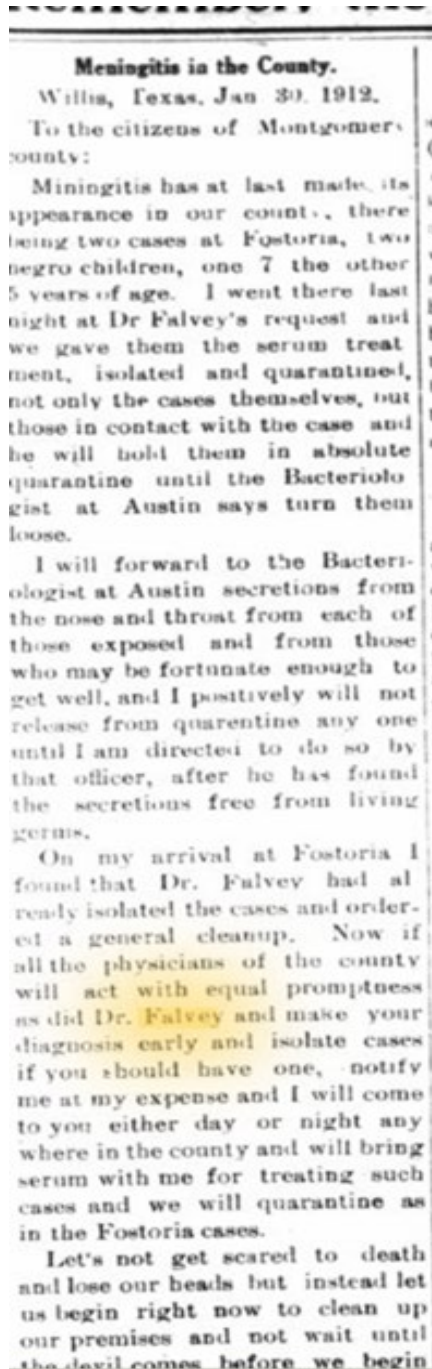 Meningitis in the County.
Willis, Texas, Jan 30. 1912.
To the citizens of Montgomer
county:
Miningitis has at last made its
appearance in our count., there
being two cases at Fostoria, two
negro children, one 7 the other
5 years of age. I went there last
night at Dr Falvey's request and
we gave them the serum treat
ment, isolated and quarantined,
not only the cases themselves, but
those in contact with the case and
he will hold them in absolute
quarantine until the Bacteriolo
gist at Austin says turn them
loose.
I will forward to the Bacteri-
ologist at Austin secretions from
the nose and throat from each of
those exposed and from those
who may be fortunate enough to
get well, and I positively will not
release from quarentine any one
until I am directed to do so by
that officer, after he has found
the secretions free from living
germs.
On my arrival at Fostoria I
found that Dr. Falvey had al
ready isolated the cases and order-
ed a general cleanup. Now if
all the physicians of the county
will act with equal promptness
as did Dr. Falvey and make your
diagnosis early and isolate cases
if you should have one, notify
me at my expense and I will come
to you either day or night any
where in the county and will bring
serum with me for treating such
cases and we will quarantine as
in the Fostoria cases.
Let's not get scared to death
and lose our heads but instead let
us begin right now to clean up
our premises and not wait until
the devil comes before we begin